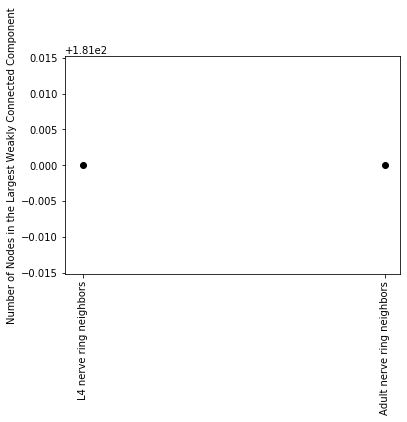 Number of Nodes in the Largest Weakly Connected Component
+1.81e2
0.015
0.010
0.005
0.000
−0.005
−0.010
−0.015
L4 nerve ring neighbors
Adult nerve ring neighbors